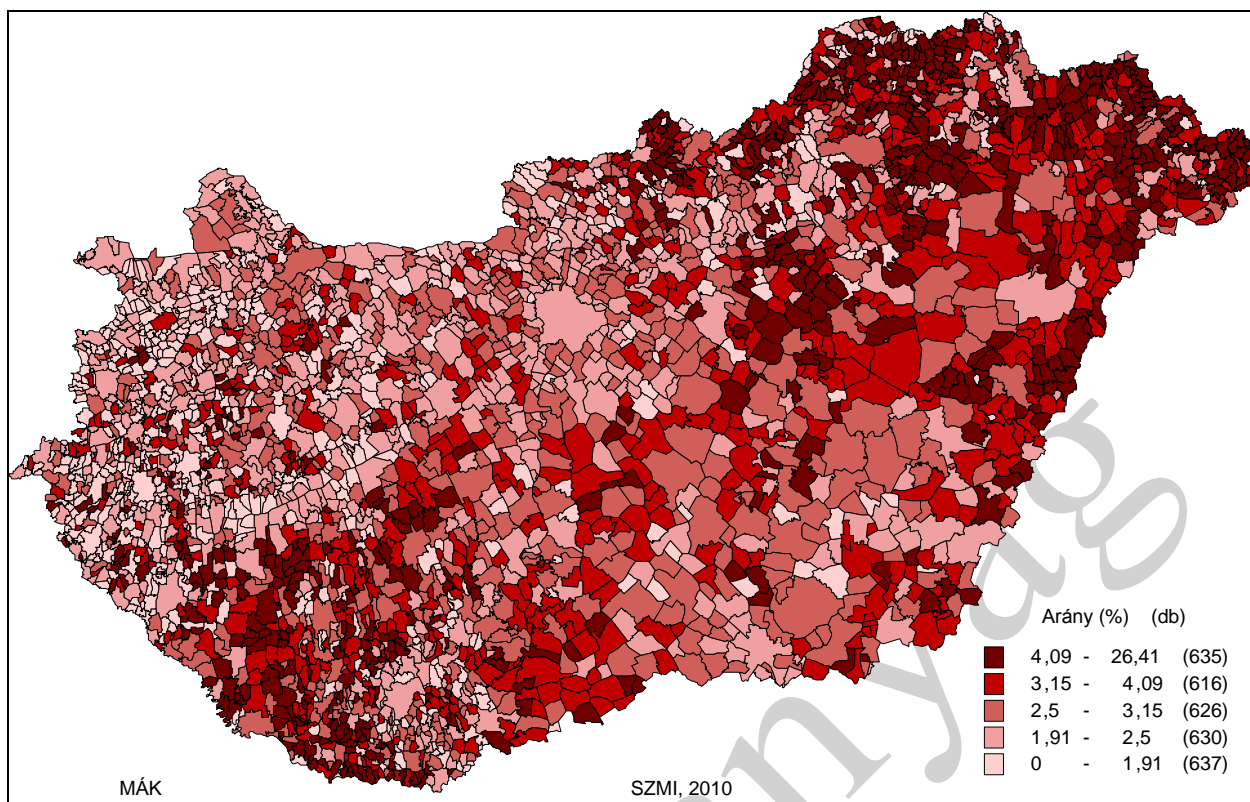 Arány (%) (db)
4,09 - 26,41 (635)
3,15 - 4,09 (616)
2,5 - 3,15 (626)
1,91 - 2,5 (630)
0 - 1,91 (637)
MÁK SZMI, 2010